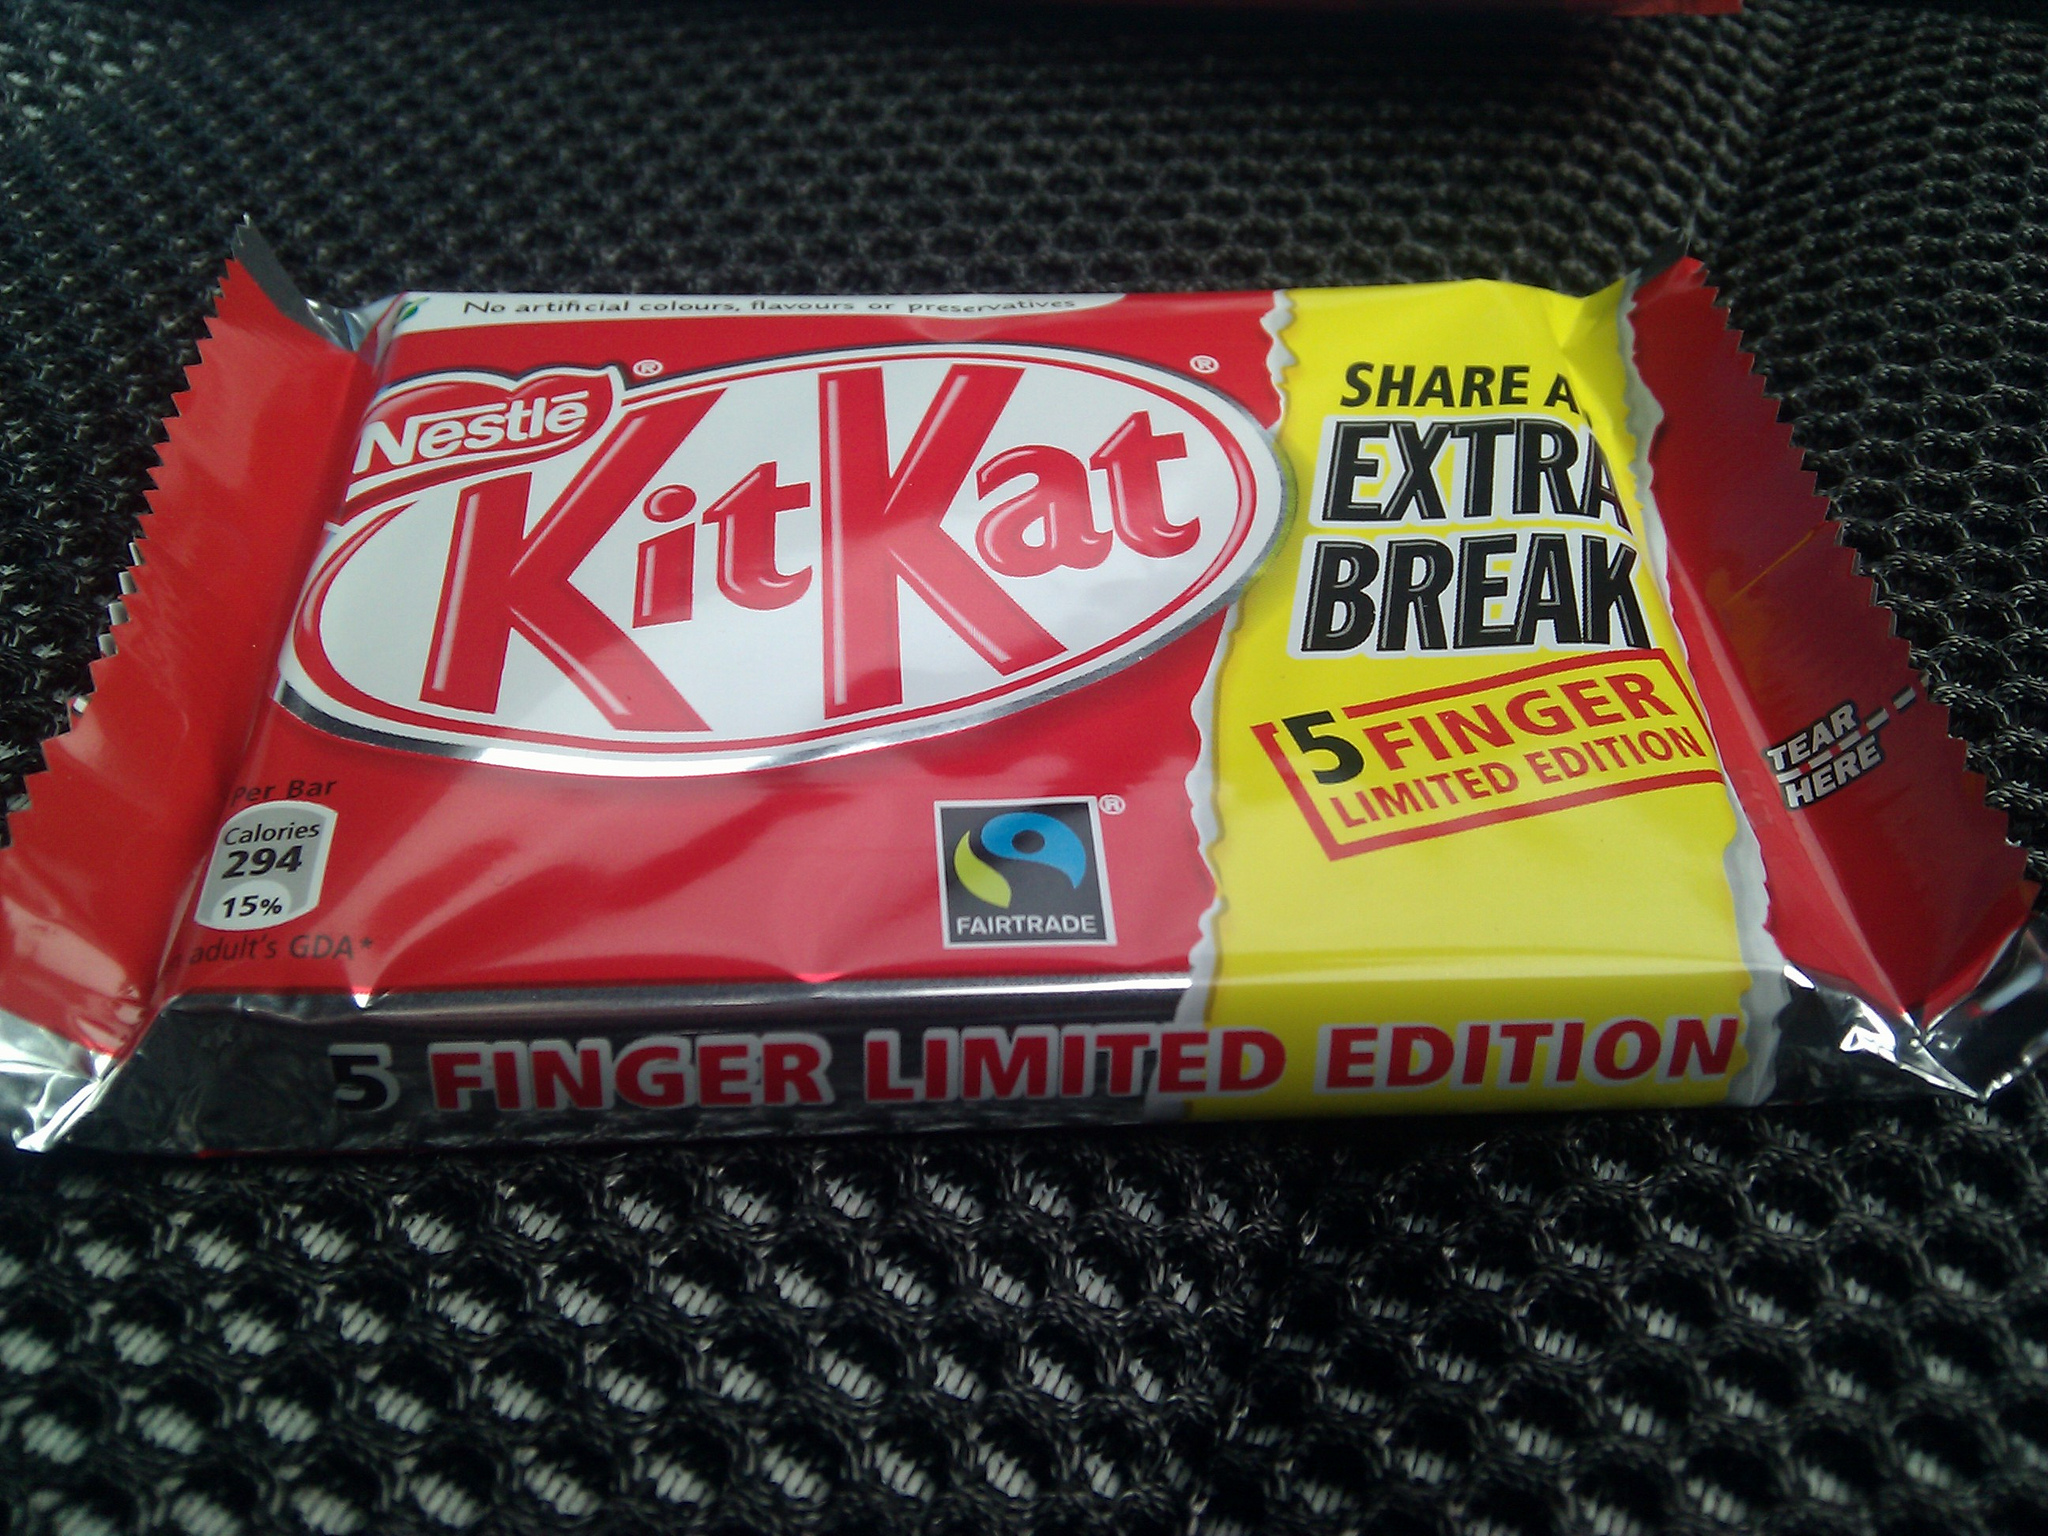 No artificial colours, flavours or preservatives
Nestlé ®
KitKat ®
SHARE A
EXTRA
BREAK
5 FINGER
LIMITED EDITION
TEAR
HERE
Per Bar
Calories
294
15%
adult's GDA*
®
FAIRTRADE
5 FINGER LIMITED EDITION